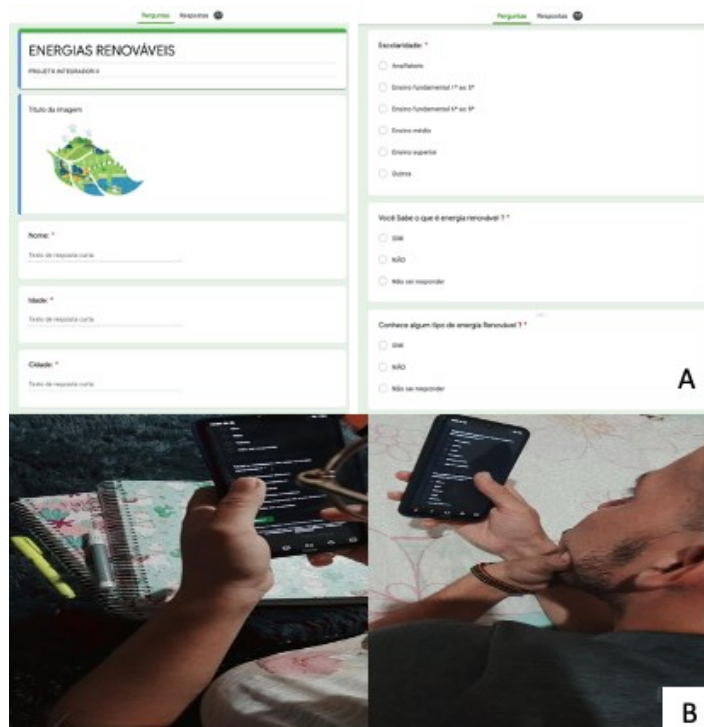 Perguntas Respostas
ENERGIAS RENOVÁVEIS
PROJETO INTEGRADOR II
Título da imagem
Nome: *
Texto de resposta curta
Idade: *
Texto de resposta curta
Cidade: *
Texto de resposta curta
Perguntas Respostas
Escolaridade: *
Analfabeto
Ensino fundamental 1º ao 5º
Ensino fundamental 6º ao 9º
Ensino médio
Ensino superior
Outros
Você Sabe o que é energia renovável ? *
SIM
NÃO
Não sei responder
Conhece algum tipo de energia Renovável ? *
SIM
NÃO
Não sei responder
A
B